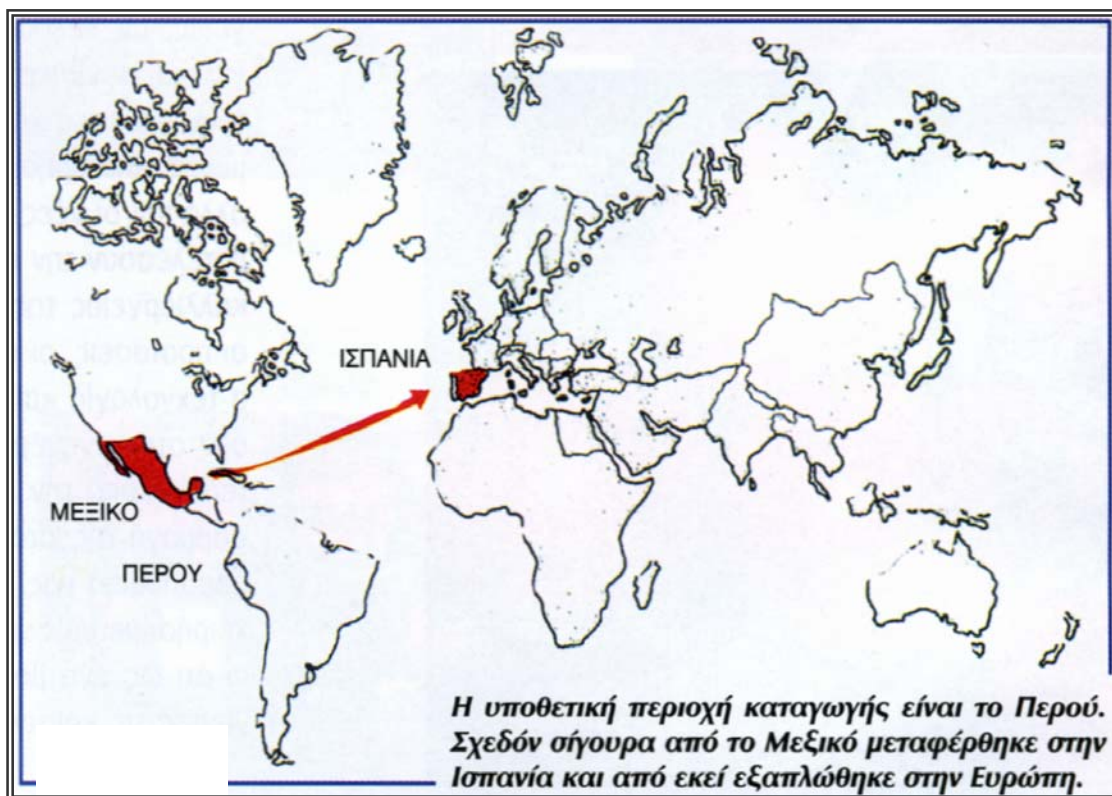 ΙΣΠΑΝΙΑ
ΜΕΞΙΚΟ
ΠΕΡΟΥ
Η υποθετική περιοχή καταγωγής είναι το Περού.
Σχεδόν σίγουρα από το Μεξικό μεταφέρθηκε στην
Ισπανία και από εκεί εξαπλώθηκε στην Ευρώπη.